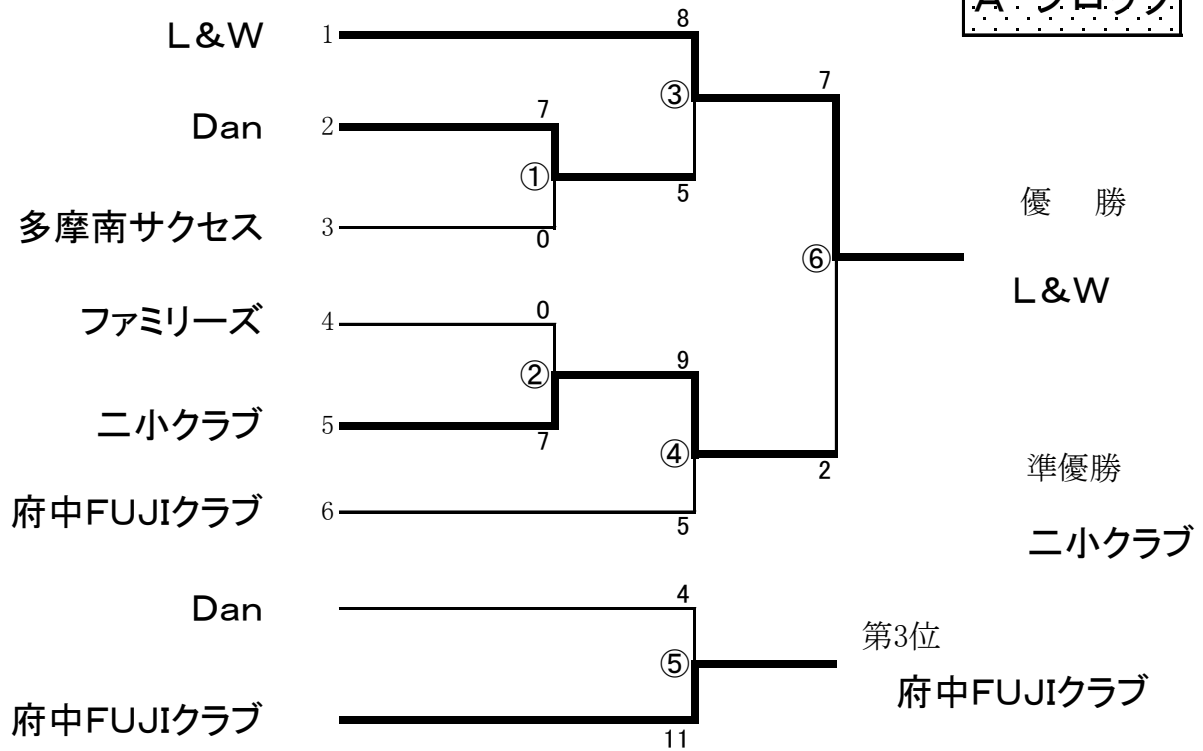 A ブロック
L&W 1 8
③ 7
Dan 2 7
① 5
多摩南サクセス 3 0
優 勝
⑥
L&W
ファミリーズ 4 0
② 9
二小クラブ 5 7
④ 2
準優勝
府中FUJIクラブ 6 5
二小クラブ
Dan 4
第3位
⑤
府中FUJIクラブ
府中FUJIクラブ 11